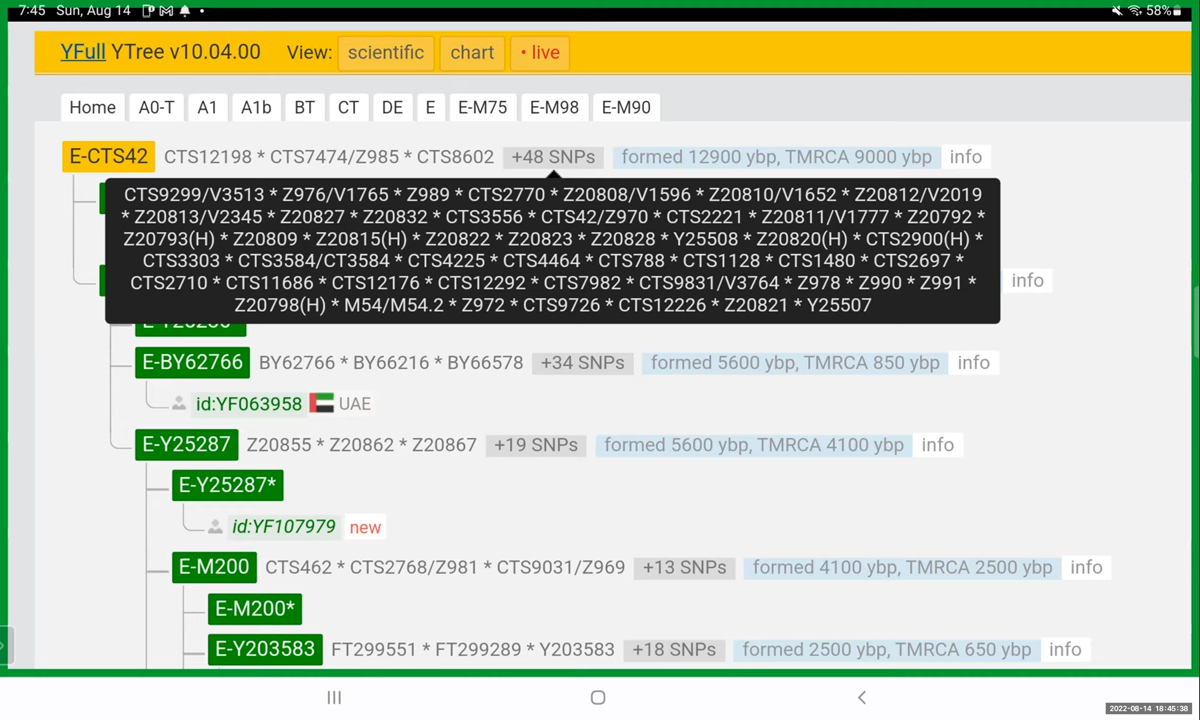 7:45 Sun, Aug 14 58%
YFull YTree v10.04.00 View: scientific chart • live
Home A0-T A1 A1b BT CT DE E E-M75 E-M98 E-M90
E-CTS42 CTS12198 * CTS7474/Z985 * CTS8602 +48 SNPs formed 12900 ybp, TMRCA 9000 ybp info
CTS9299/V3513 * Z976/V1765 * Z989 * CTS2770 * Z20808/V1596 * Z20810/V1652 * Z20812/V2019
* Z20813/V2345 * Z20827 * Z20832 * CTS3556 * CTS42/Z970 * CTS2221 * Z20811/V1777 * Z20792 *
Z20793(H) * Z20809 * Z20815(H) * Z20822 * Z20823 * Z20828 * Y25508 * Z20820(H) * CTS2900(H) *
CTS3303 * CTS3584/CT3584 * CTS4225 * CTS4464 * CTS788 * CTS1128 * CTS1480 * CTS2697 *
CTS2710 * CTS11686 * CTS12176 * CTS12292 * CTS7982 * CTS9831/V3764 * Z978 * Z990 * Z991 *
info
Z20798(H) * M54/M54.2 * Z972 * CTS9726 * CTS12226 * Z20821 * Y25507
E-BY62766 BY62766 * BY66216 * BY66578 +34 SNPs formed 5600 ybp, TMRCA 850 ybp info
id:YF063958 UAE
E-Y25287 Z20855 * Z20862 * Z20867 +19 SNPs formed 5600 ybp, TMRCA 4100 ybp info
E-Y25287*
id:YF107979 new
E-M200 CTS462 * CTS2768/Z981 * CTS9031/Z969 +13 SNPs formed 4100 ybp, TMRCA 2500 ybp info
E-M200*
E-Y203583 FT299551 * FT299289 * Y203583 +18 SNPs formed 2500 ybp, TMRCA 650 ybp info
2022-08-14 18:45:38